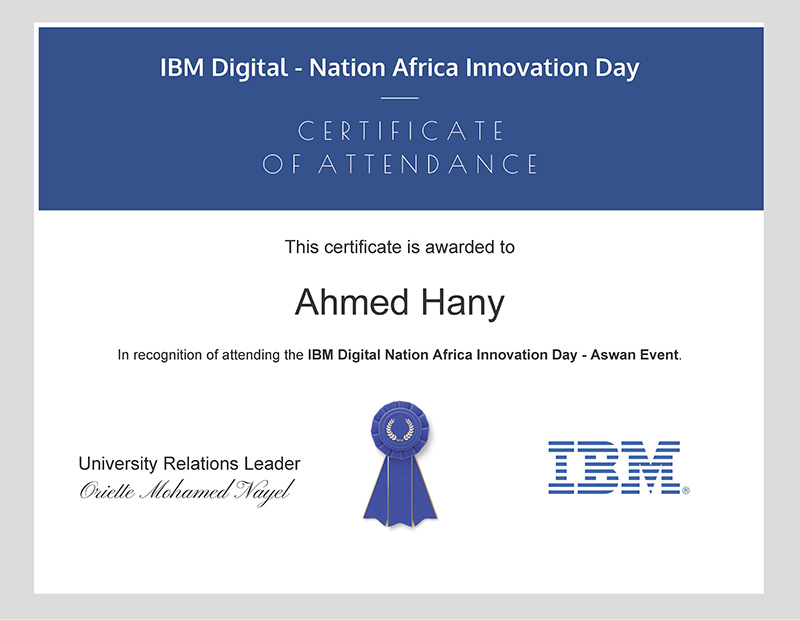 IBM Digital - Nation Africa Innovation Day
CERTIFICATE
OF ATTENDANCE
This certificate is awarded to
Ahmed Hany
In recognition of attending the IBM Digital Nation Africa Innovation Day - Aswan Event.
University Relations Leader
Oriette Mohamed Nayel
IBM®